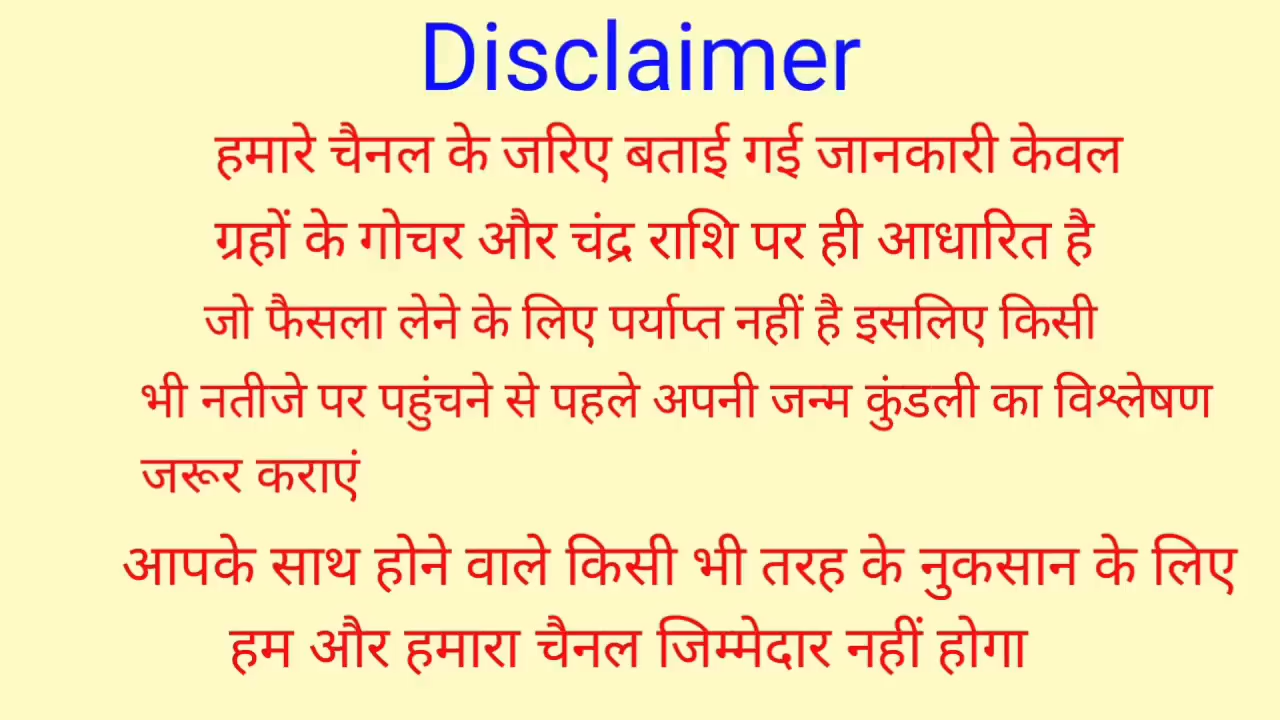 Disclaimer
हमारे चैनल के जरिए बताई गई जानकारी केवल
ग्रहों के गोचर और चंद्र राशि पर ही आधारित है
जो फैसला लेने के लिए पर्याप्त नहीं है इसलिए किसी
भी नतीजे पर पहुंचने से पहले अपनी जन्म कुंडली का विश्लेषण
जरूर कराएं
आपके साथ होने वाले किसी भी तरह के नुकसान के लिए
हम और हमारा चैनल जिम्मेदार नहीं होगा